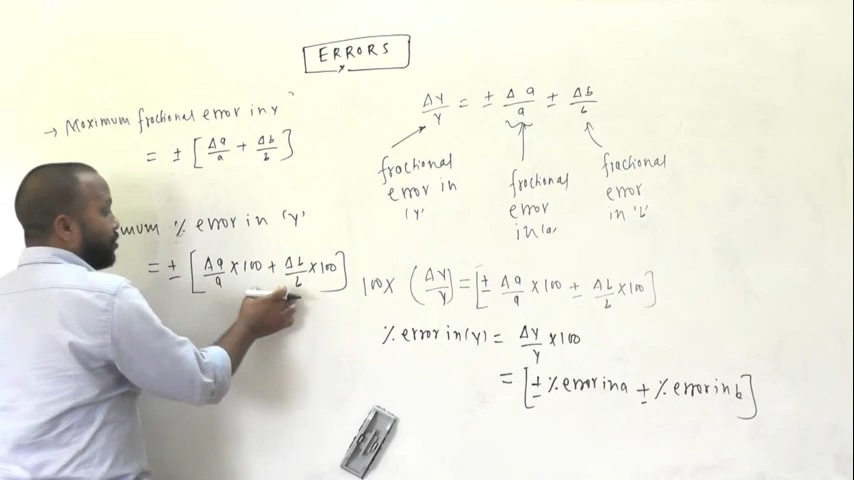 ERRORS
→ Maximum fractional error in y
= ± [Δa/a + Δb/b]
mum % error in 'y'
= ± [Δa/a × 100 + Δb/b × 100]
Δy/y = ± Δa/a ± Δb/b
fractional error in 'y'
fractional error in 'a'
fractional error in 'b'
100 × (Δy/y) = [± Δa/a × 100 ± Δb/b × 100]
% error in (y) = Δy/y × 100
= [± % error in a ± % error in b]